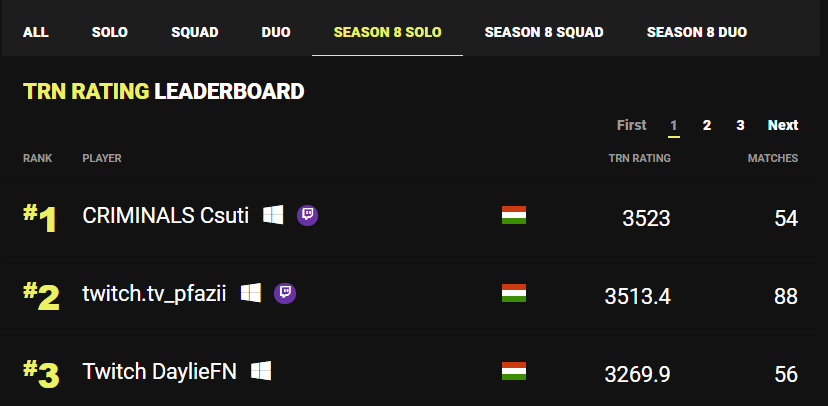 ALL SOLO SQUAD DUO SEASON 8 SOLO SEASON 8 SQUAD SEASON 8 DUO
TRN RATING LEADERBOARD
First 1 2 3 Next
RANK PLAYER TRN RATING MATCHES
#1 CRIMINALS Csuti 3523 54
#2 twitch.tv_pfazii 3513.4 88
#3 Twitch DaylieFN 3269.9 56